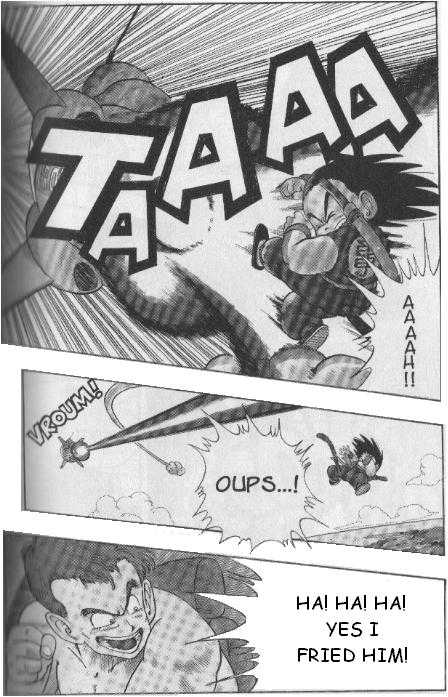 TAAAA
AAAAH!!
VROUM!
OUPS...!
HA! HA! HA!
YES I
FRIED HIM!